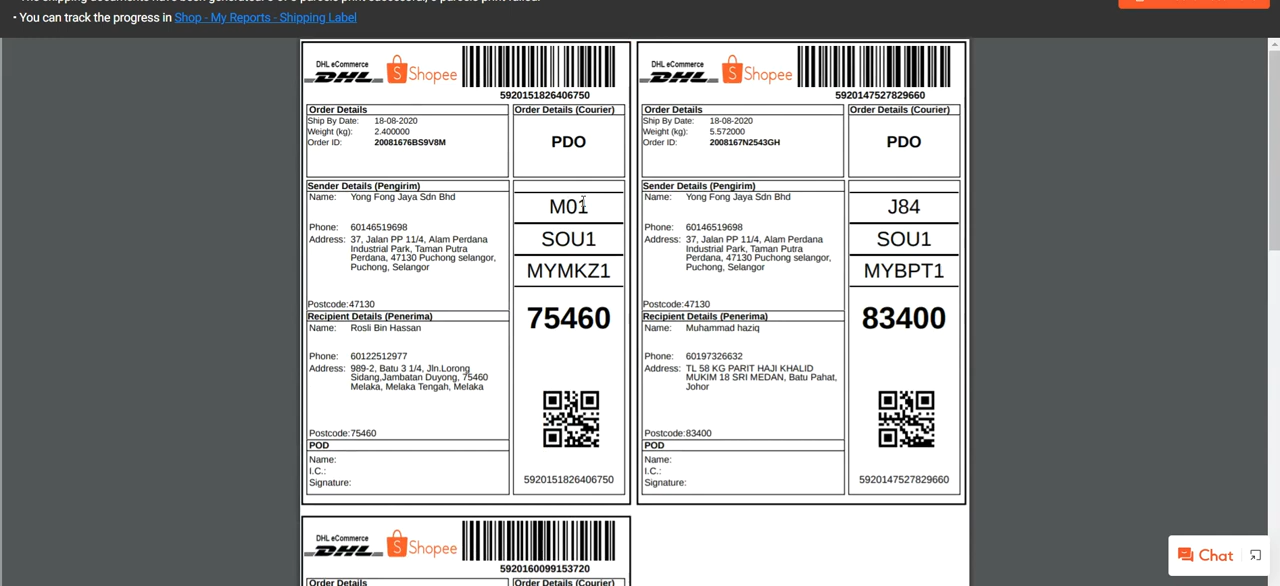 • You can track the progress in Shop - My Reports - Shipping Label
DHL eCommerce
DHL
Shopee
5920151826406750
Order Details
Order Details (Courier)
Ship By Date: 18-08-2020
Weight (kg): 2.400000
Order ID: 20081676BS9V8M
PDO
Sender Details (Pengirim)
Name: Yong Fong Jaya Sdn Bhd
M01
Phone: 60146519698
Address: 37, Jalan PP 11/4, Alam Perdana
Industrial Park, Taman Putra
Perdana, 47130 Puchong selangor,
Puchong, Selangor
SOU1
MYMKZ1
Postcode:47130
Recipient Details (Penerima)
75460
Name: Rosli Bin Hassan
Phone: 60122512977
Address: 989-2, Batu 3 1/4, Jln.Lorong
Sidang,Jambatan Duyong, 75460
Melaka, Melaka Tengah, Melaka
Postcode:75460
POD
Name:
I.C.:
Signature:
5920151826406750
DHL eCommerce
DHL
Shopee
5920147527829660
Order Details
Order Details (Courier)
Ship By Date: 18-08-2020
Weight (kg): 5.572000
Order ID: 2008167N2543GH
PDO
Sender Details (Pengirim)
Name: Yong Fong Jaya Sdn Bhd
J84
Phone: 60146519698
Address: 37, Jalan PP 11/4, Alam Perdana
Industrial Park, Taman Putra
Perdana, 47130 Puchong selangor,
Puchong, Selangor
SOU1
MYBPT1
Postcode:47130
Recipient Details (Penerima)
83400
Name: Muhammad haziq
Phone: 60197326632
Address: TL 58 KG PARIT HAJI KHALID
MUKIM 18 SRI MEDAN, Batu Pahat,
Johor
Postcode:83400
POD
Name:
I.C.:
Signature:
5920147527829660
DHL eCommerce
DHL
Shopee
5920160099153720
Order Details
Order Details (Courier)
Chat